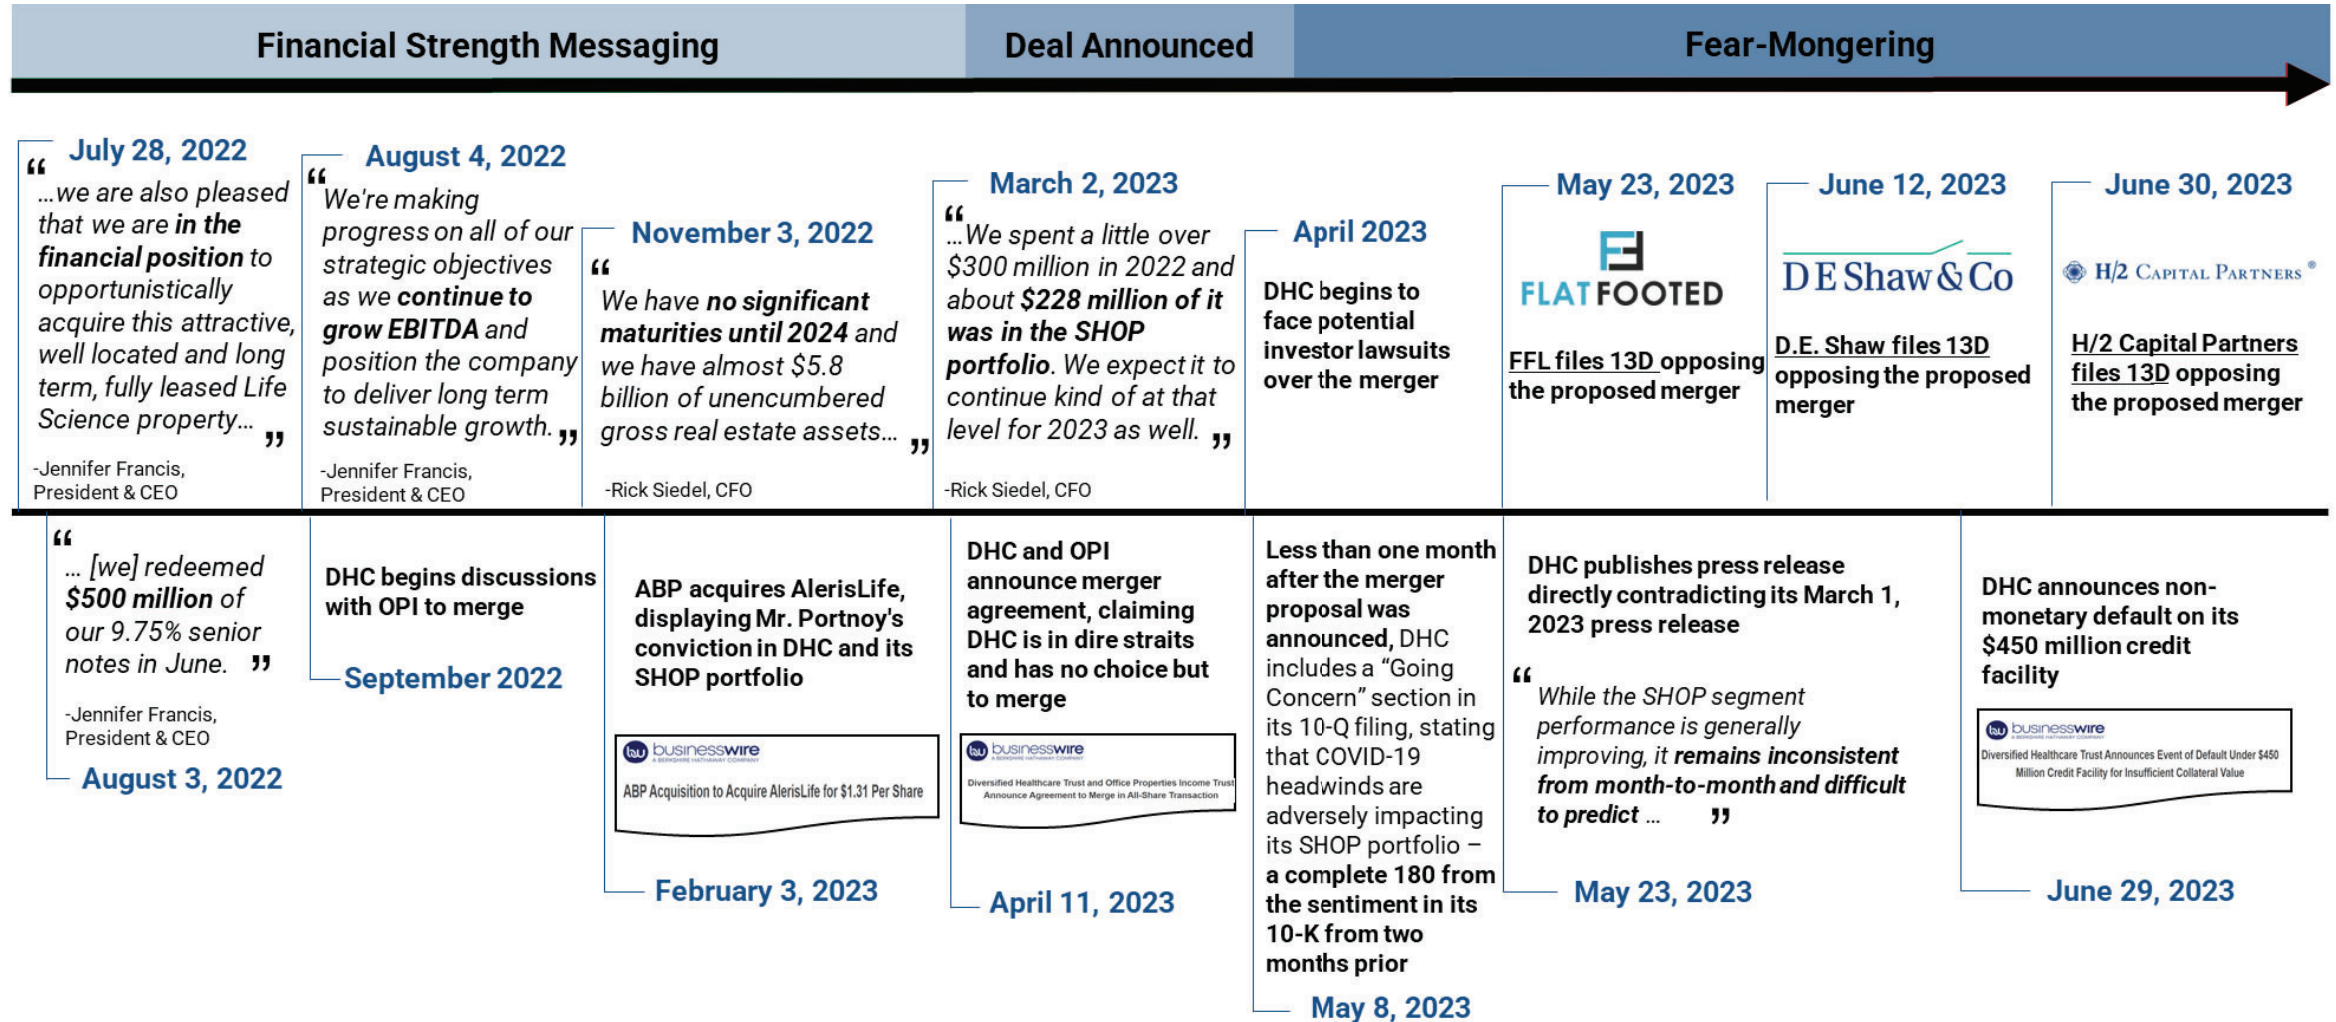 Financial Strength Messaging
Deal Announced
Fear-Mongering
July 28, 2022
“
...we are also pleased
that we are in the
financial position to
opportunistically
acquire this attractive,
well located and long
term, fully leased Life
Science property... ”
-Jennifer Francis,
President & CEO
“
... [we] redeemed
$500 million of
our 9.75% senior
notes in June. ”
-Jennifer Francis,
President & CEO
August 3, 2022
August 4, 2022
“
We're making
progress on all of our
strategic objectives
as we continue to
grow EBITDA and
position the company
to deliver long term
sustainable growth. ”
-Jennifer Francis,
President & CEO
DHC begins discussions
with OPI to merge
September 2022
November 3, 2022
“
We have no significant
maturities until 2024 and
we have almost $5.8
billion of unencumbered
gross real estate assets... ”
-Rick Siedel, CFO
ABP acquires AlerisLife,
displaying Mr. Portnoy's
conviction in DHC and its
SHOP portfolio
bw businesswire
A BERKSHIRE HATHAWAY COMPANY
ABP Acquisition to Acquire AlerisLife for $1.31 Per Share
February 3, 2023
March 2, 2023
“
...We spent a little over
$300 million in 2022 and
about $228 million of it
was in the SHOP
portfolio. We expect it to
continue kind of at that
level for 2023 as well. ”
-Rick Siedel, CFO
DHC and OPI
announce merger
agreement, claiming
DHC is in dire straits
and has no choice but
to merge
bw businesswire
A BERKSHIRE HATHAWAY COMPANY
Diversified Healthcare Trust and Office Properties Income Trust
Announce Agreement to Merge in All-Share Transaction
April 11, 2023
April 2023
DHC begins to
face potential
investor lawsuits
over the merger
Less than one month
after the merger
proposal was
announced, DHC
includes a “Going
Concern” section in
its 10-Q filing, stating
that COVID-19
headwinds are
adversely impacting
its SHOP portfolio –
a complete 180 from
the sentiment in its
10-K from two
months prior
May 8, 2023
May 23, 2023
FLAT FOOTED
FFL files 13D opposing
the proposed merger
DHC publishes press release
directly contradicting its March 1,
2023 press release
“
While the SHOP segment
performance is generally
improving, it remains inconsistent
from month-to-month and difficult
to predict ... ”
May 23, 2023
June 12, 2023
DE Shaw & Co
D.E. Shaw files 13D
opposing the proposed
merger
DHC announces non-
monetary default on its
$450 million credit
facility
bw businesswire
A BERKSHIRE HATHAWAY COMPANY
Diversified Healthcare Trust Announces Event of Default Under $450
Million Credit Facility for Insufficient Collateral Value
June 29, 2023
June 30, 2023
H/2 CAPITAL PARTNERS ®
H/2 Capital Partners
files 13D opposing
the proposed merger